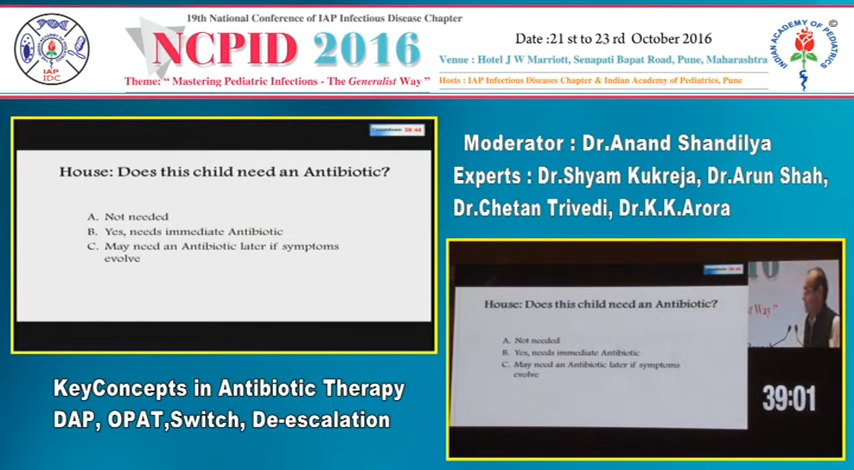 19th National Conference of IAP Infectious Disease Chapter
NCPID 2016
Theme: “ Mastering Pediatric Infections - The Generalist Way ”
IAP
IDC
Date : 21 st to 23 rd October 2016
Venue : Hotel J W Marriott, Senapati Bapat Road, Pune, Maharashtra
Hosts : IAP Infectious Diseases Chapter & Indian Academy of Pediatrics, Pune
INDIAN ACADEMY OF PEDIATRICS
©
Countdown 38:44
House: Does this child need an Antibiotic?
A. Not needed
B. Yes, needs immediate Antibiotic
C. May need an Antibiotic later if symptoms
evolve
KeyConcepts in Antibiotic Therapy
DAP, OPAT,Switch, De-escalation
Moderator : Dr.Anand Shandilya
Experts : Dr.Shyam Kukreja, Dr.Arun Shah,
Dr.Chetan Trivedi, Dr.K.K.Arora
House: Does this child need an Antibiotic?
A. Not needed
B. Yes, needs immediate Antibiotic
C. May need an Antibiotic later if symptoms
evolve
16
Way ”
39:01